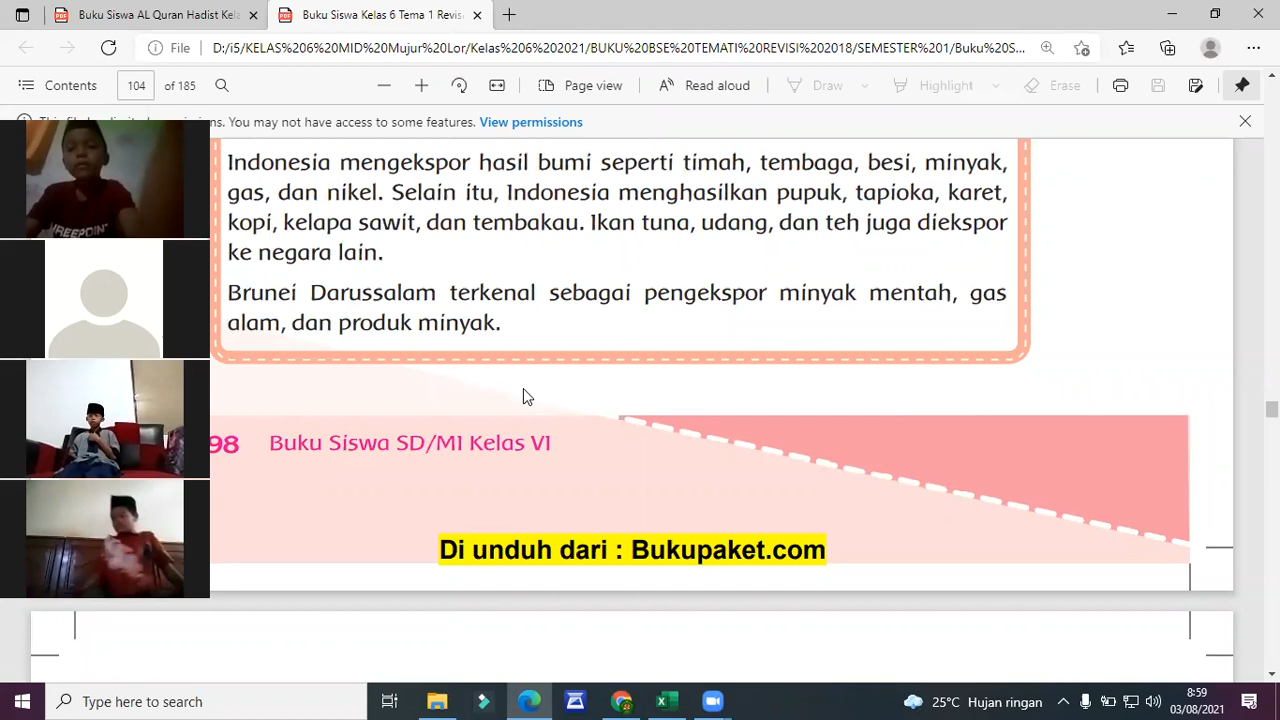 Buku Siswa AL Quran Hadist Kela
Buku Siswa Kelas 6 Tema 1 Revis
File
D:/i5/KELAS%206%20MID%20Mujur%20Lor/Kelas%206%202021/BUKU%20BSE%20TEMATI%20REVISI%202018/SEMESTER%201/Buku%20S...
Contents
104
of 185
Page view
Read aloud
Draw
Highlight
Erase
You may not have access to some features. View permissions
Indonesia mengekspor hasil bumi seperti timah, tembaga, besi, minyak,
gas, dan nikel. Selain itu, Indonesia menghasilkan pupuk, tapioka, karet,
kopi, kelapa sawit, dan tembakau. Ikan tuna, udang, dan teh juga diekspor
ke negara lain.
Brunei Darussalam terkenal sebagai pengekspor minyak mentah, gas
alam, dan produk minyak.
98 Buku Siswa SD/MI Kelas VI
Di unduh dari : Bukupaket.com
Type here to search
25°C Hujan ringan
8:59
03/08/2021